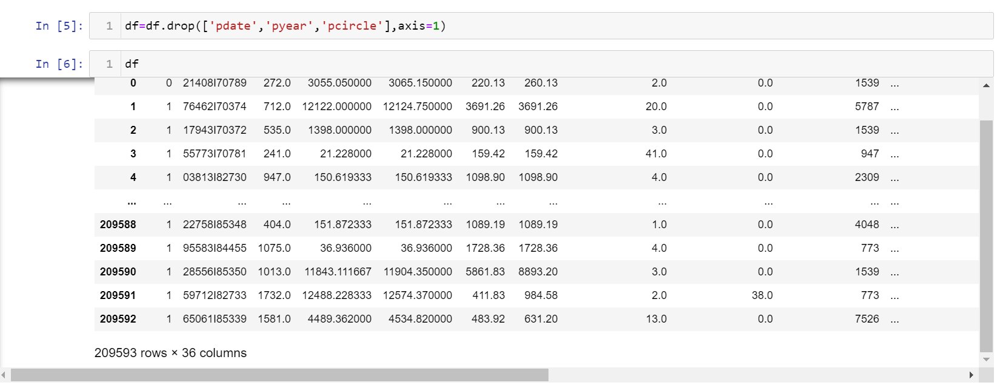 In [5]: 1 df=df.drop(['pdate','pyear','pcircle'],axis=1)
In [6]: 1 df
0 0 21408I70789 272.0 3055.050000 3065.150000 220.13 260.13 2.0 0.0 1539 ...
1 1 76462I70374 712.0 12122.000000 12124.750000 3691.26 3691.26 20.0 0.0 5787 ...
2 1 17943I70372 535.0 1398.000000 1398.000000 900.13 900.13 3.0 0.0 1539 ...
3 1 55773I70781 241.0 21.228000 21.228000 159.42 159.42 41.0 0.0 947 ...
4 1 03813I82730 947.0 150.619333 150.619333 1098.90 1098.90 4.0 0.0 2309 ...
... ... ... ... ... ... ... ... ... ... ... ...
209588 1 22758I85348 404.0 151.872333 151.872333 1089.19 1089.19 1.0 0.0 4048 ...
209589 1 95583I84455 1075.0 36.936000 36.936000 1728.36 1728.36 4.0 0.0 773 ...
209590 1 28556I85350 1013.0 11843.111667 11904.350000 5861.83 8893.20 3.0 0.0 1539 ...
209591 1 59712I82733 1732.0 12488.228333 12574.370000 411.83 984.58 2.0 38.0 773 ...
209592 1 65061I85339 1581.0 4489.362000 4534.820000 483.92 631.20 13.0 0.0 7526 ...
209593 rows × 36 columns